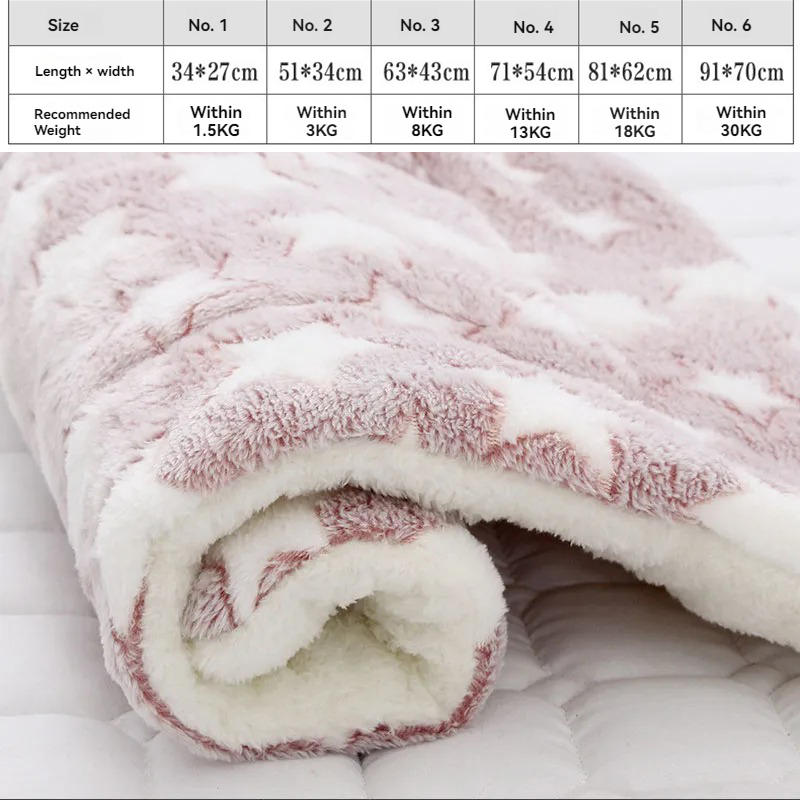 Size No. 1 No. 2 No. 3 No. 4 No. 5 No. 6
Length × width 34*27cm 51*34cm 63*43cm 71*54cm 81*62cm 91*70cm
Recommended Within Within Within Within Within Within
Weight 1.5KG 3KG 8KG 13KG 18KG 30KG